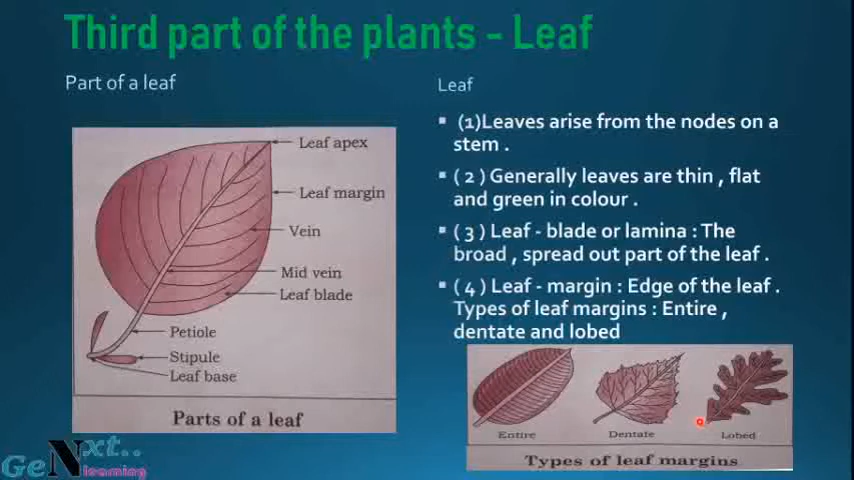 Third part of the plants - Leaf
Part of a leaf
Leaf apex
Leaf margin
Vein
Mid vein
Leaf blade
Petiole
Stipule
Leaf base
Parts of a leaf
Leaf
(1)Leaves arise from the nodes on a
stem .
( 2 ) Generally leaves are thin , flat
and green in colour .
( 3 ) Leaf - blade or lamina : The
broad , spread out part of the leaf .
( 4 ) Leaf - margin : Edge of the leaf .
Types of leaf margins : Entire ,
dentate and lobed
Entire
Dentate
Lobed
Types of leaf margins
GeNxt..
learning